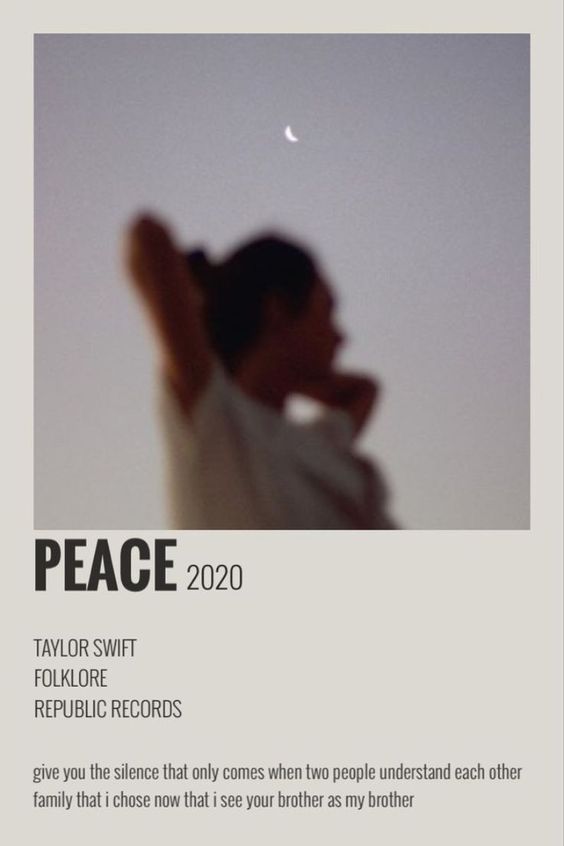 PEACE 2020
TAYLOR SWIFT
FOLKLORE
REPUBLIC RECORDS
give you the silence that only comes when two people understand each other
family that i chose now that i see your brother as my brother